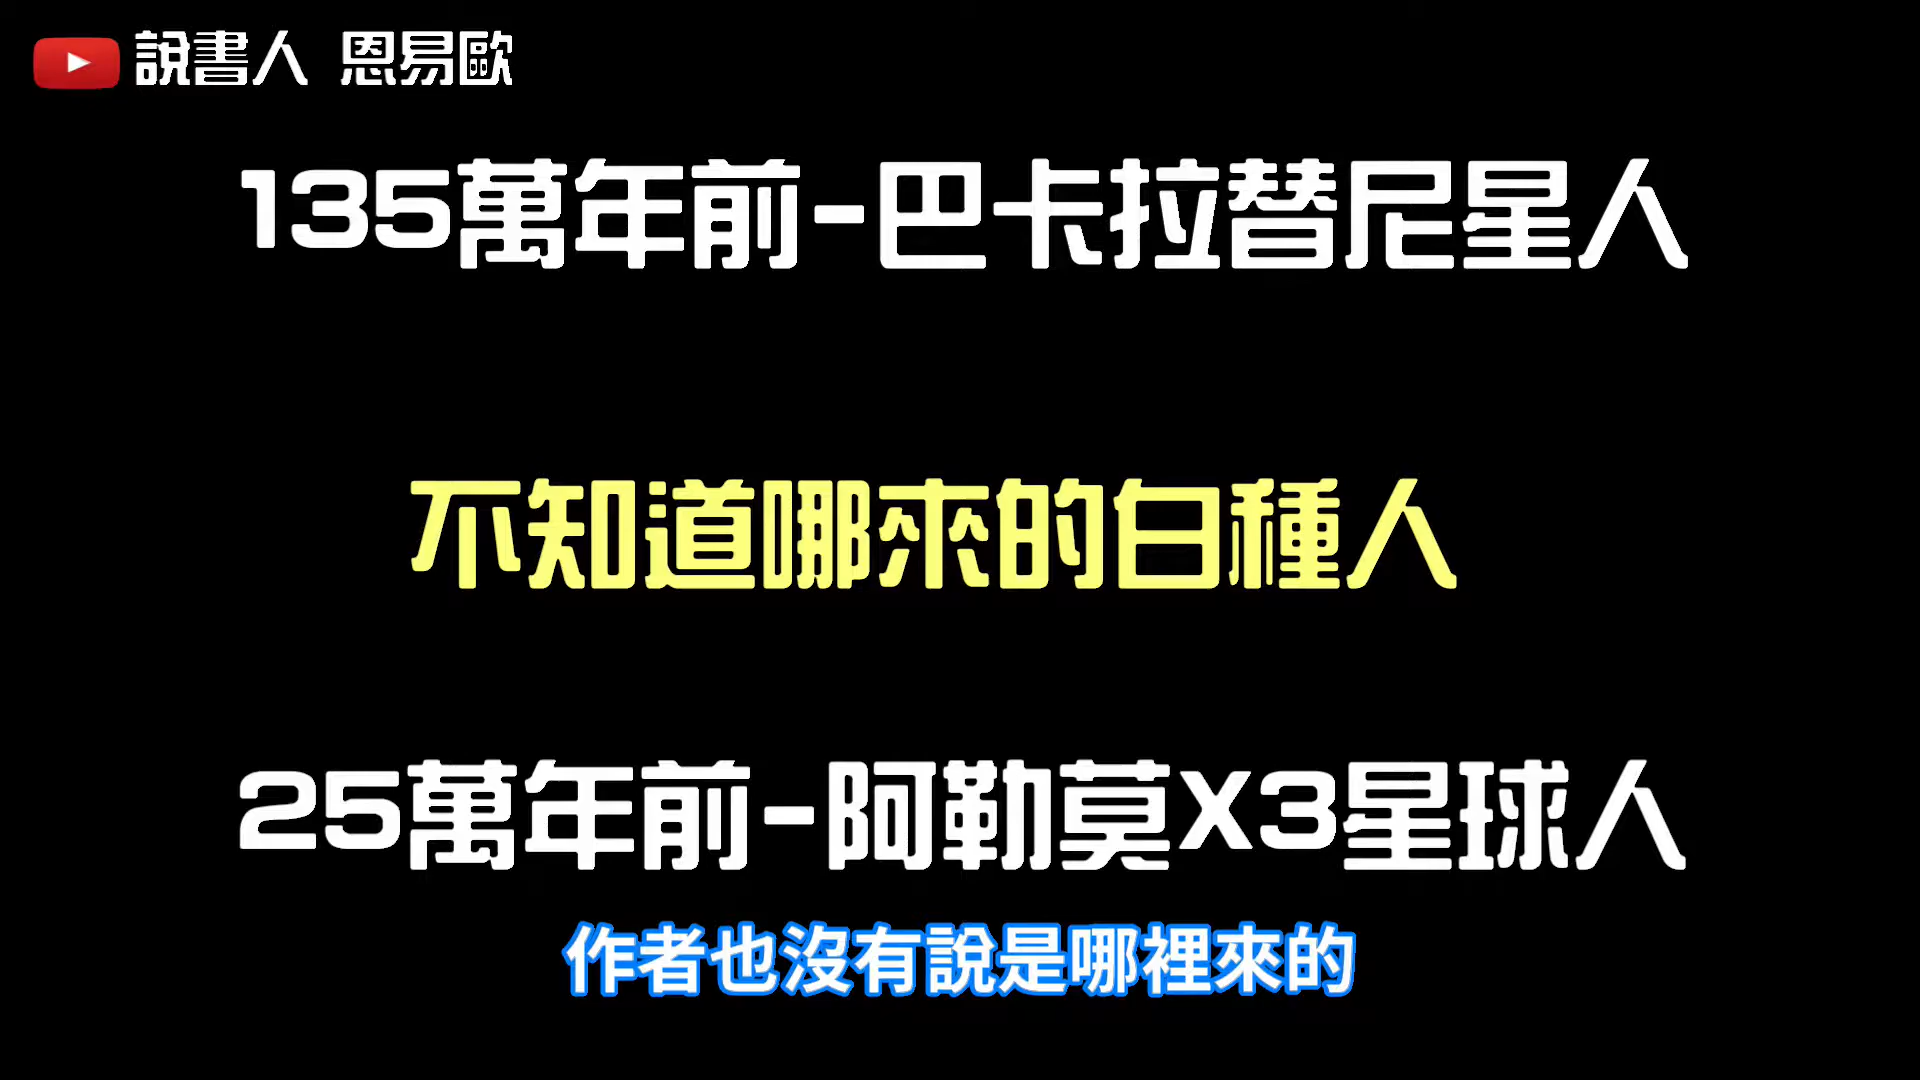 說書人 恩易歐
135萬年前-巴卡拉替尼星人
不知道哪來的白種人
25萬年前-阿勒莫X3星球人
作者也沒有說是哪裡來的